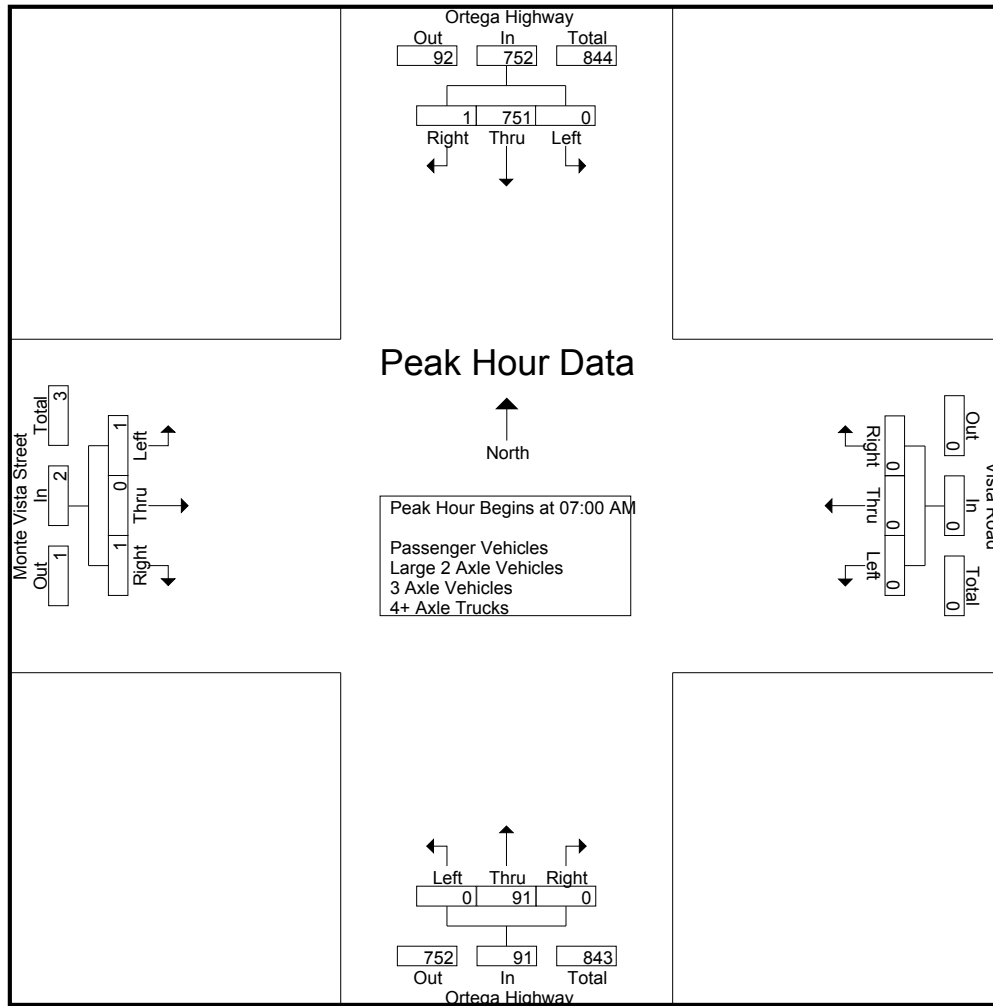 Ortega Highway
Out In Total
92 752 844
1 751 0
Right Thru Left
Peak Hour Data
North
Peak Hour Begins at 07:00 AM
Passenger Vehicles
Large 2 Axle Vehicles
3 Axle Vehicles
4+ Axle Trucks
Monte Vista Street
Out In Total
1 2 3
1 0 1
Right Thru Left
Vista Road
Out In Total
0 0 0
0 0 0
Right Thru Left
Left Thru Right
0 91 0
752 91 843
Out In Total
Ortega Highway